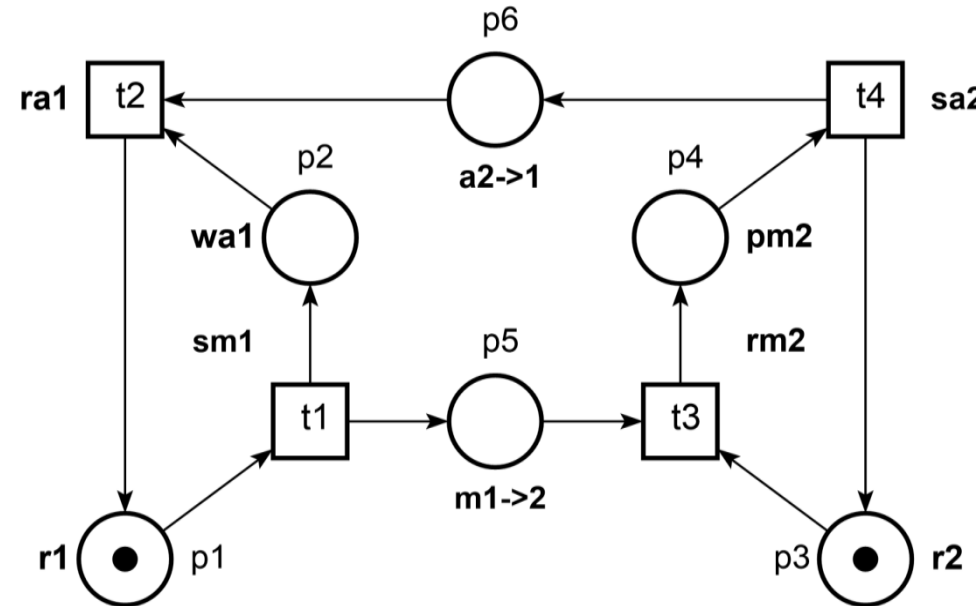 p6
ra1 t2 t4 sa2
p2 a2->1 p4
wa1 pm2
sm1 p5 rm2
t1 t3
m1->2
r1 p1 p3 r2